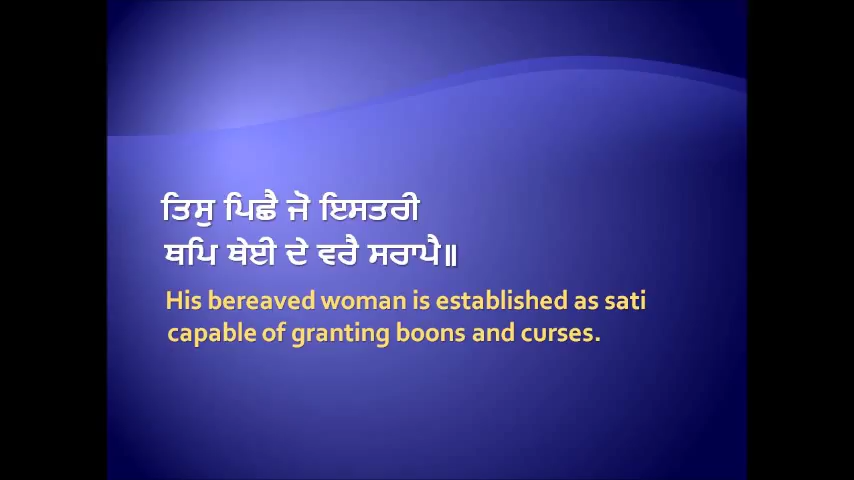 ਤਿਸੁ ਪਿਛੈ ਜੋ ਇਸਤਰੀ
ਥਪਿ ਥੇਈ ਦੇ ਵਰੈ ਸਰਾਪੈ॥
His bereaved woman is established as sati
capable of granting boons and curses.